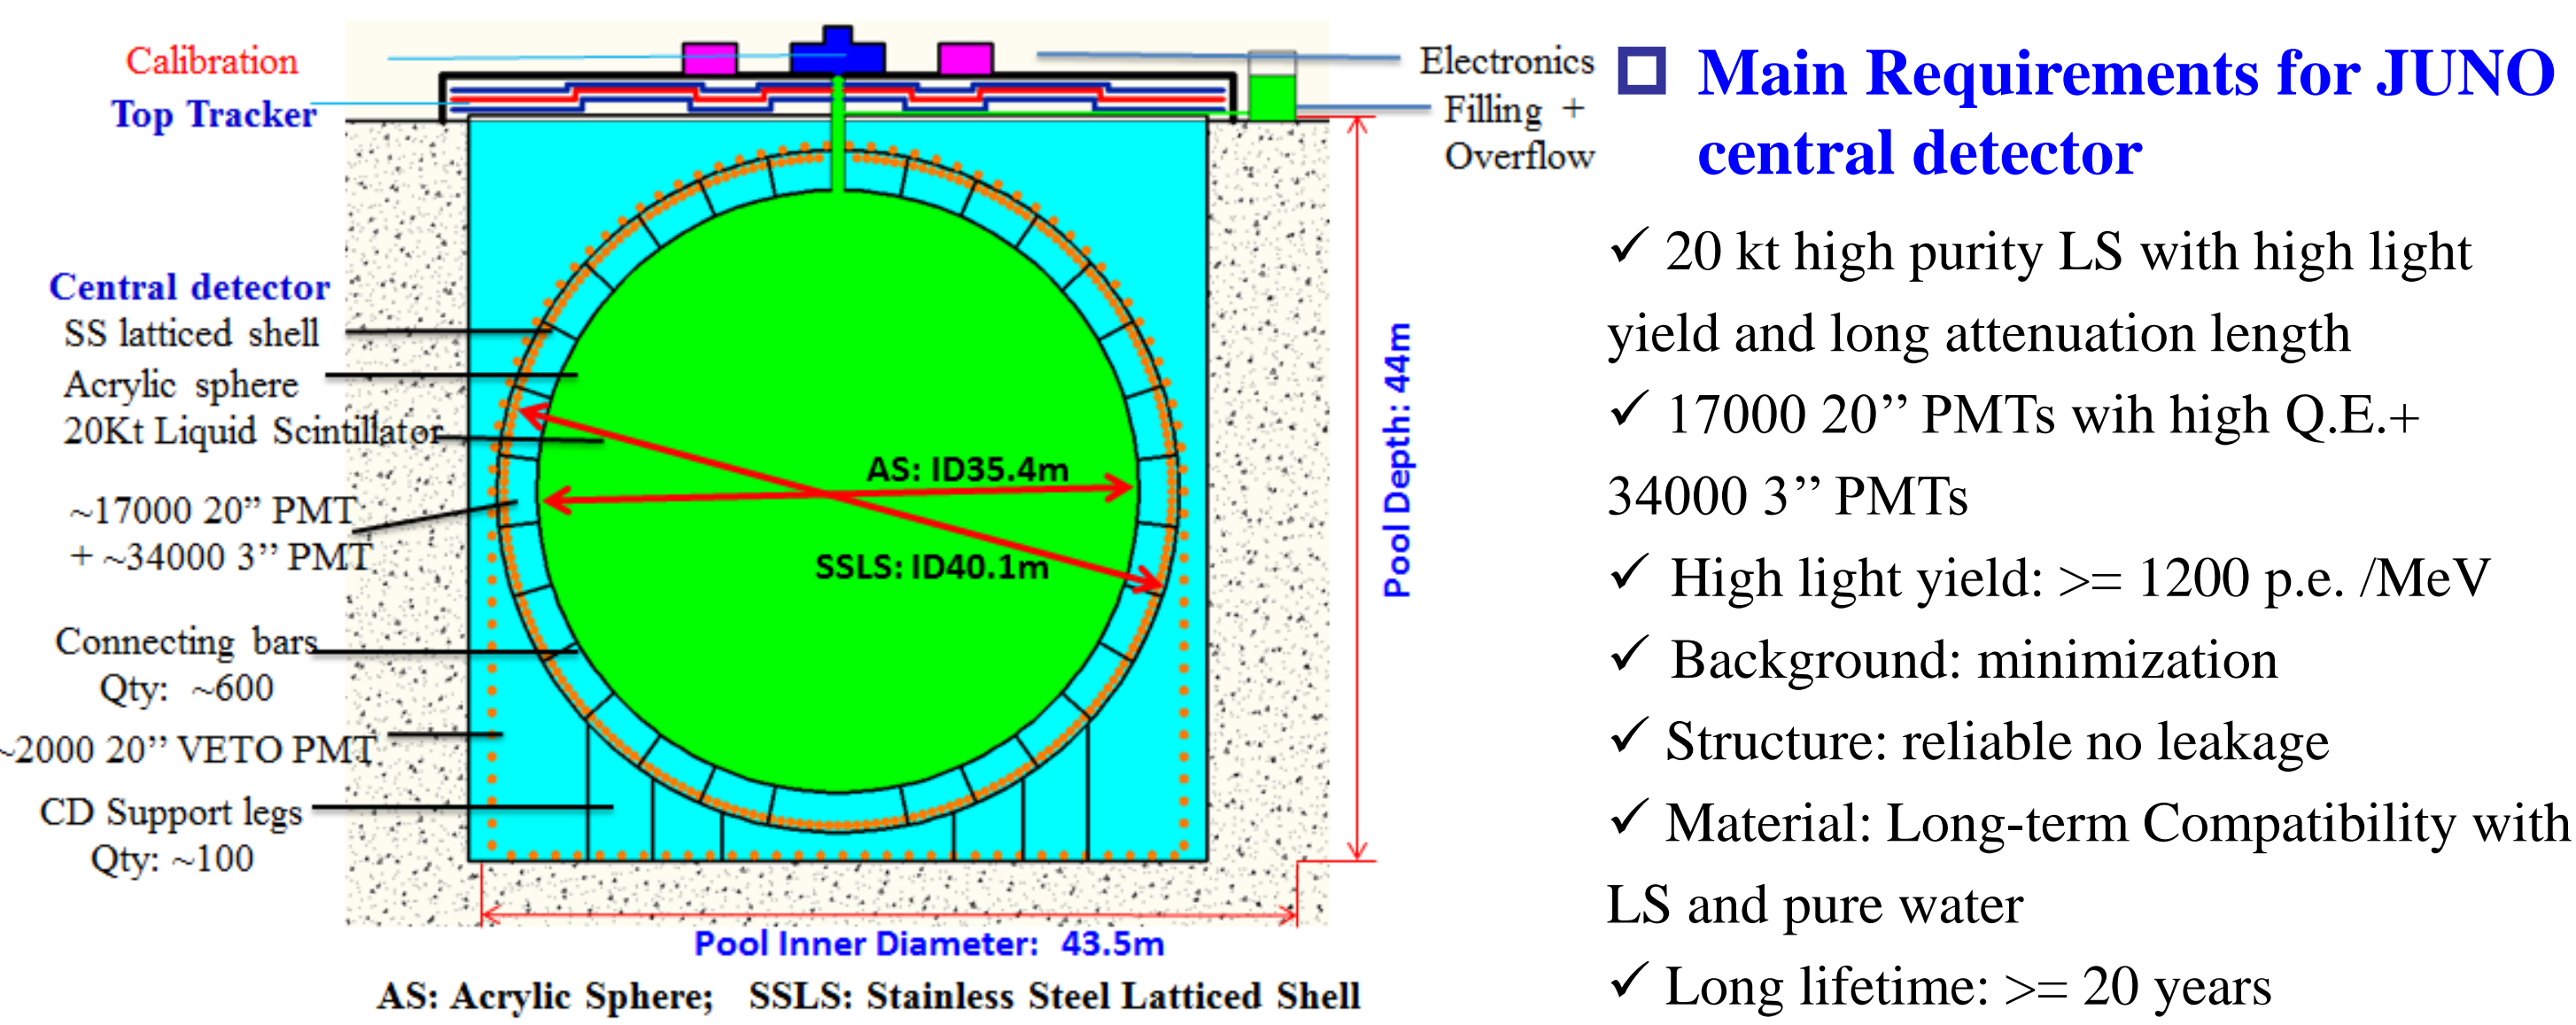 Calibration
Top Tracker
Central detector
SS latticed shell
Acrylic sphere
20Kt Liquid Scintillator
~17000 20” PMT
+ ~34000 3’’ PMT
Connecting bars
Qty: ~600
~2000 20’’ VETO PMT
CD Support legs
Qty: ~100
AS: ID35.4m
SSLS: ID40.1m
Electronics
Filling +
Overflow
Pool Depth: 44m
Pool Inner Diameter: 43.5m
AS: Acrylic Sphere; SSLS: Stainless Steel Latticed Shell
Main Requirements for JUNO
central detector
✓ 20 kt high purity LS with high light
yield and long attenuation length
✓ 17000 20’’ PMTs wih high Q.E.+
34000 3’’ PMTs
✓ High light yield: >= 1200 p.e. /MeV
✓ Background: minimization
✓ Structure: reliable no leakage
✓ Material: Long-term Compatibility with
LS and pure water
✓ Long lifetime: >= 20 years